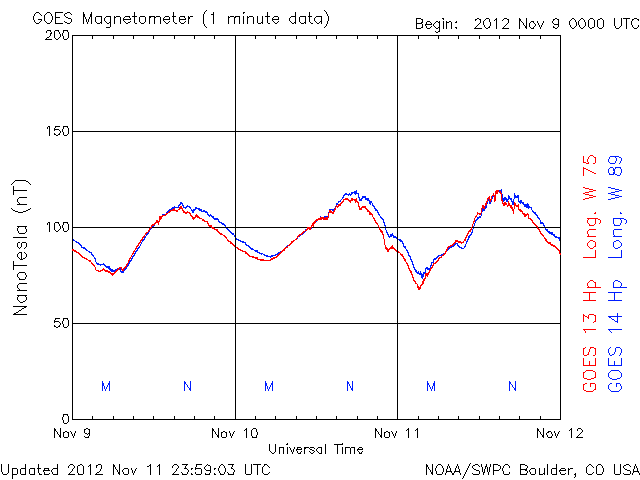 GOES Magnetometer (1 minute data)
Begin: 2012 Nov 9 0000 UTC
200
150
100
50
0
NanoTesla (nT)
M N M N M N
Nov 9 Nov 10 Nov 11 Nov 12
Universal Time
GOES 13 Hp Long. W 75
GOES 14 Hp Long. W 89
Updated 2012 Nov 11 23:59:03 UTC
NOAA/SWPC Boulder, CO USA